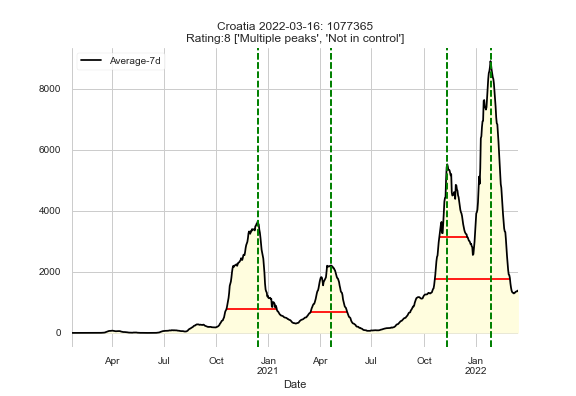 Croatia 2022-03-16: 1077365
Rating:8 ['Multiple peaks', 'Not in control']
Average-7d
8000
6000
4000
2000
0
Apr Jul Oct Jan Apr Jul Oct Jan
2021 2022
Date